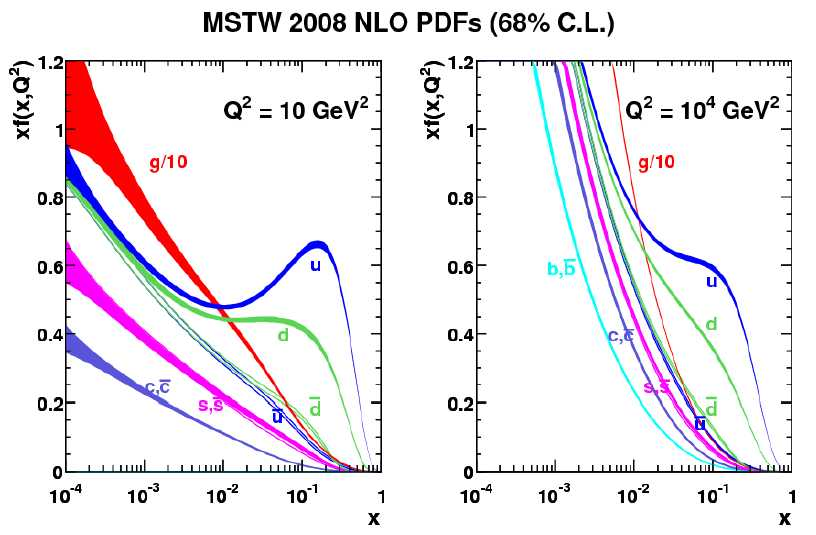 MSTW 2008 NLO PDFs (68% C.L.)
xf(x,Q²)
Q² = 10 GeV²
1.2
1
0.8
0.6
0.4
0.2
0
g/10
u
d
c,c̅
s,s̅
u̅
d̅
10⁻⁴
10⁻³
10⁻²
10⁻¹
1
x
xf(x,Q²)
Q² = 10⁴ GeV²
1.2
1
0.8
0.6
0.4
0.2
0
g/10
b,b̅
u
d
c,c̅
s,s̅
d̅
u̅
10⁻⁴
10⁻³
10⁻²
10⁻¹
1
x